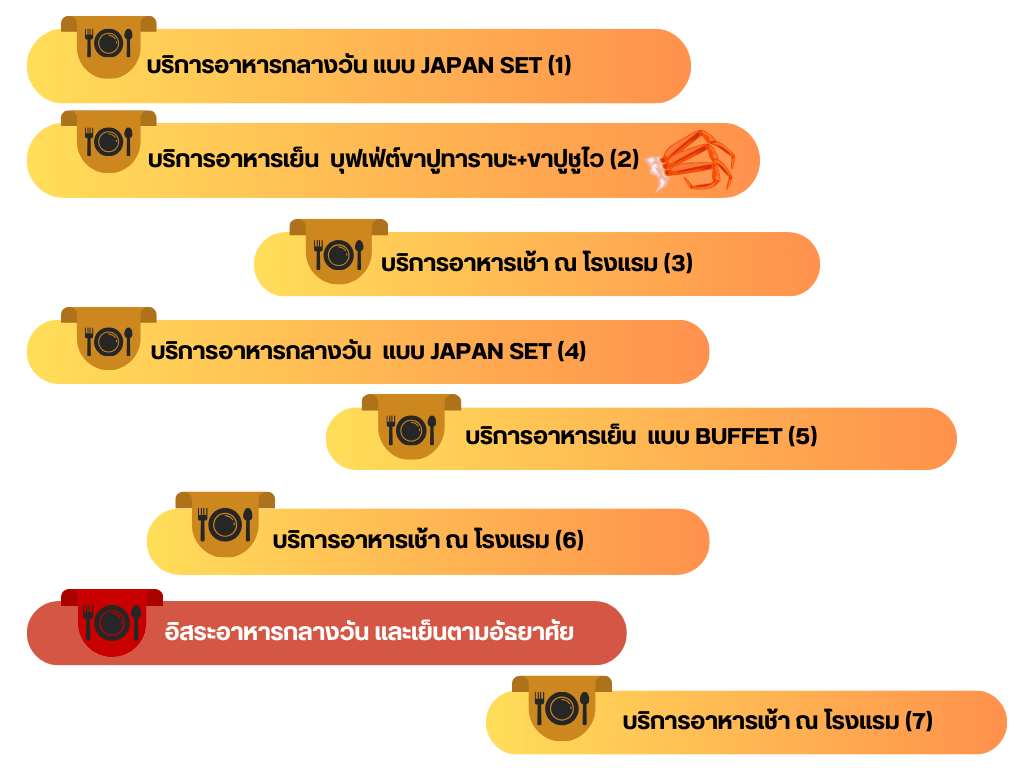 บริการอาหารกลางวัน แบบ JAPAN SET (1)
บริการอาหารเย็น บุฟเฟ่ต์ขาปูทาราบะ+ขาปูซูไว (2)
บริการอาหารเช้า ณ โรงแรม (3)
บริการอาหารกลางวัน แบบ JAPAN SET (4)
บริการอาหารเย็น แบบ BUFFET (5)
บริการอาหารเช้า ณ โรงแรม (6)
อิสระอาหารกลางวัน และเย็นตามอัธยาศัย
บริการอาหารเช้า ณ โรงแรม (7)